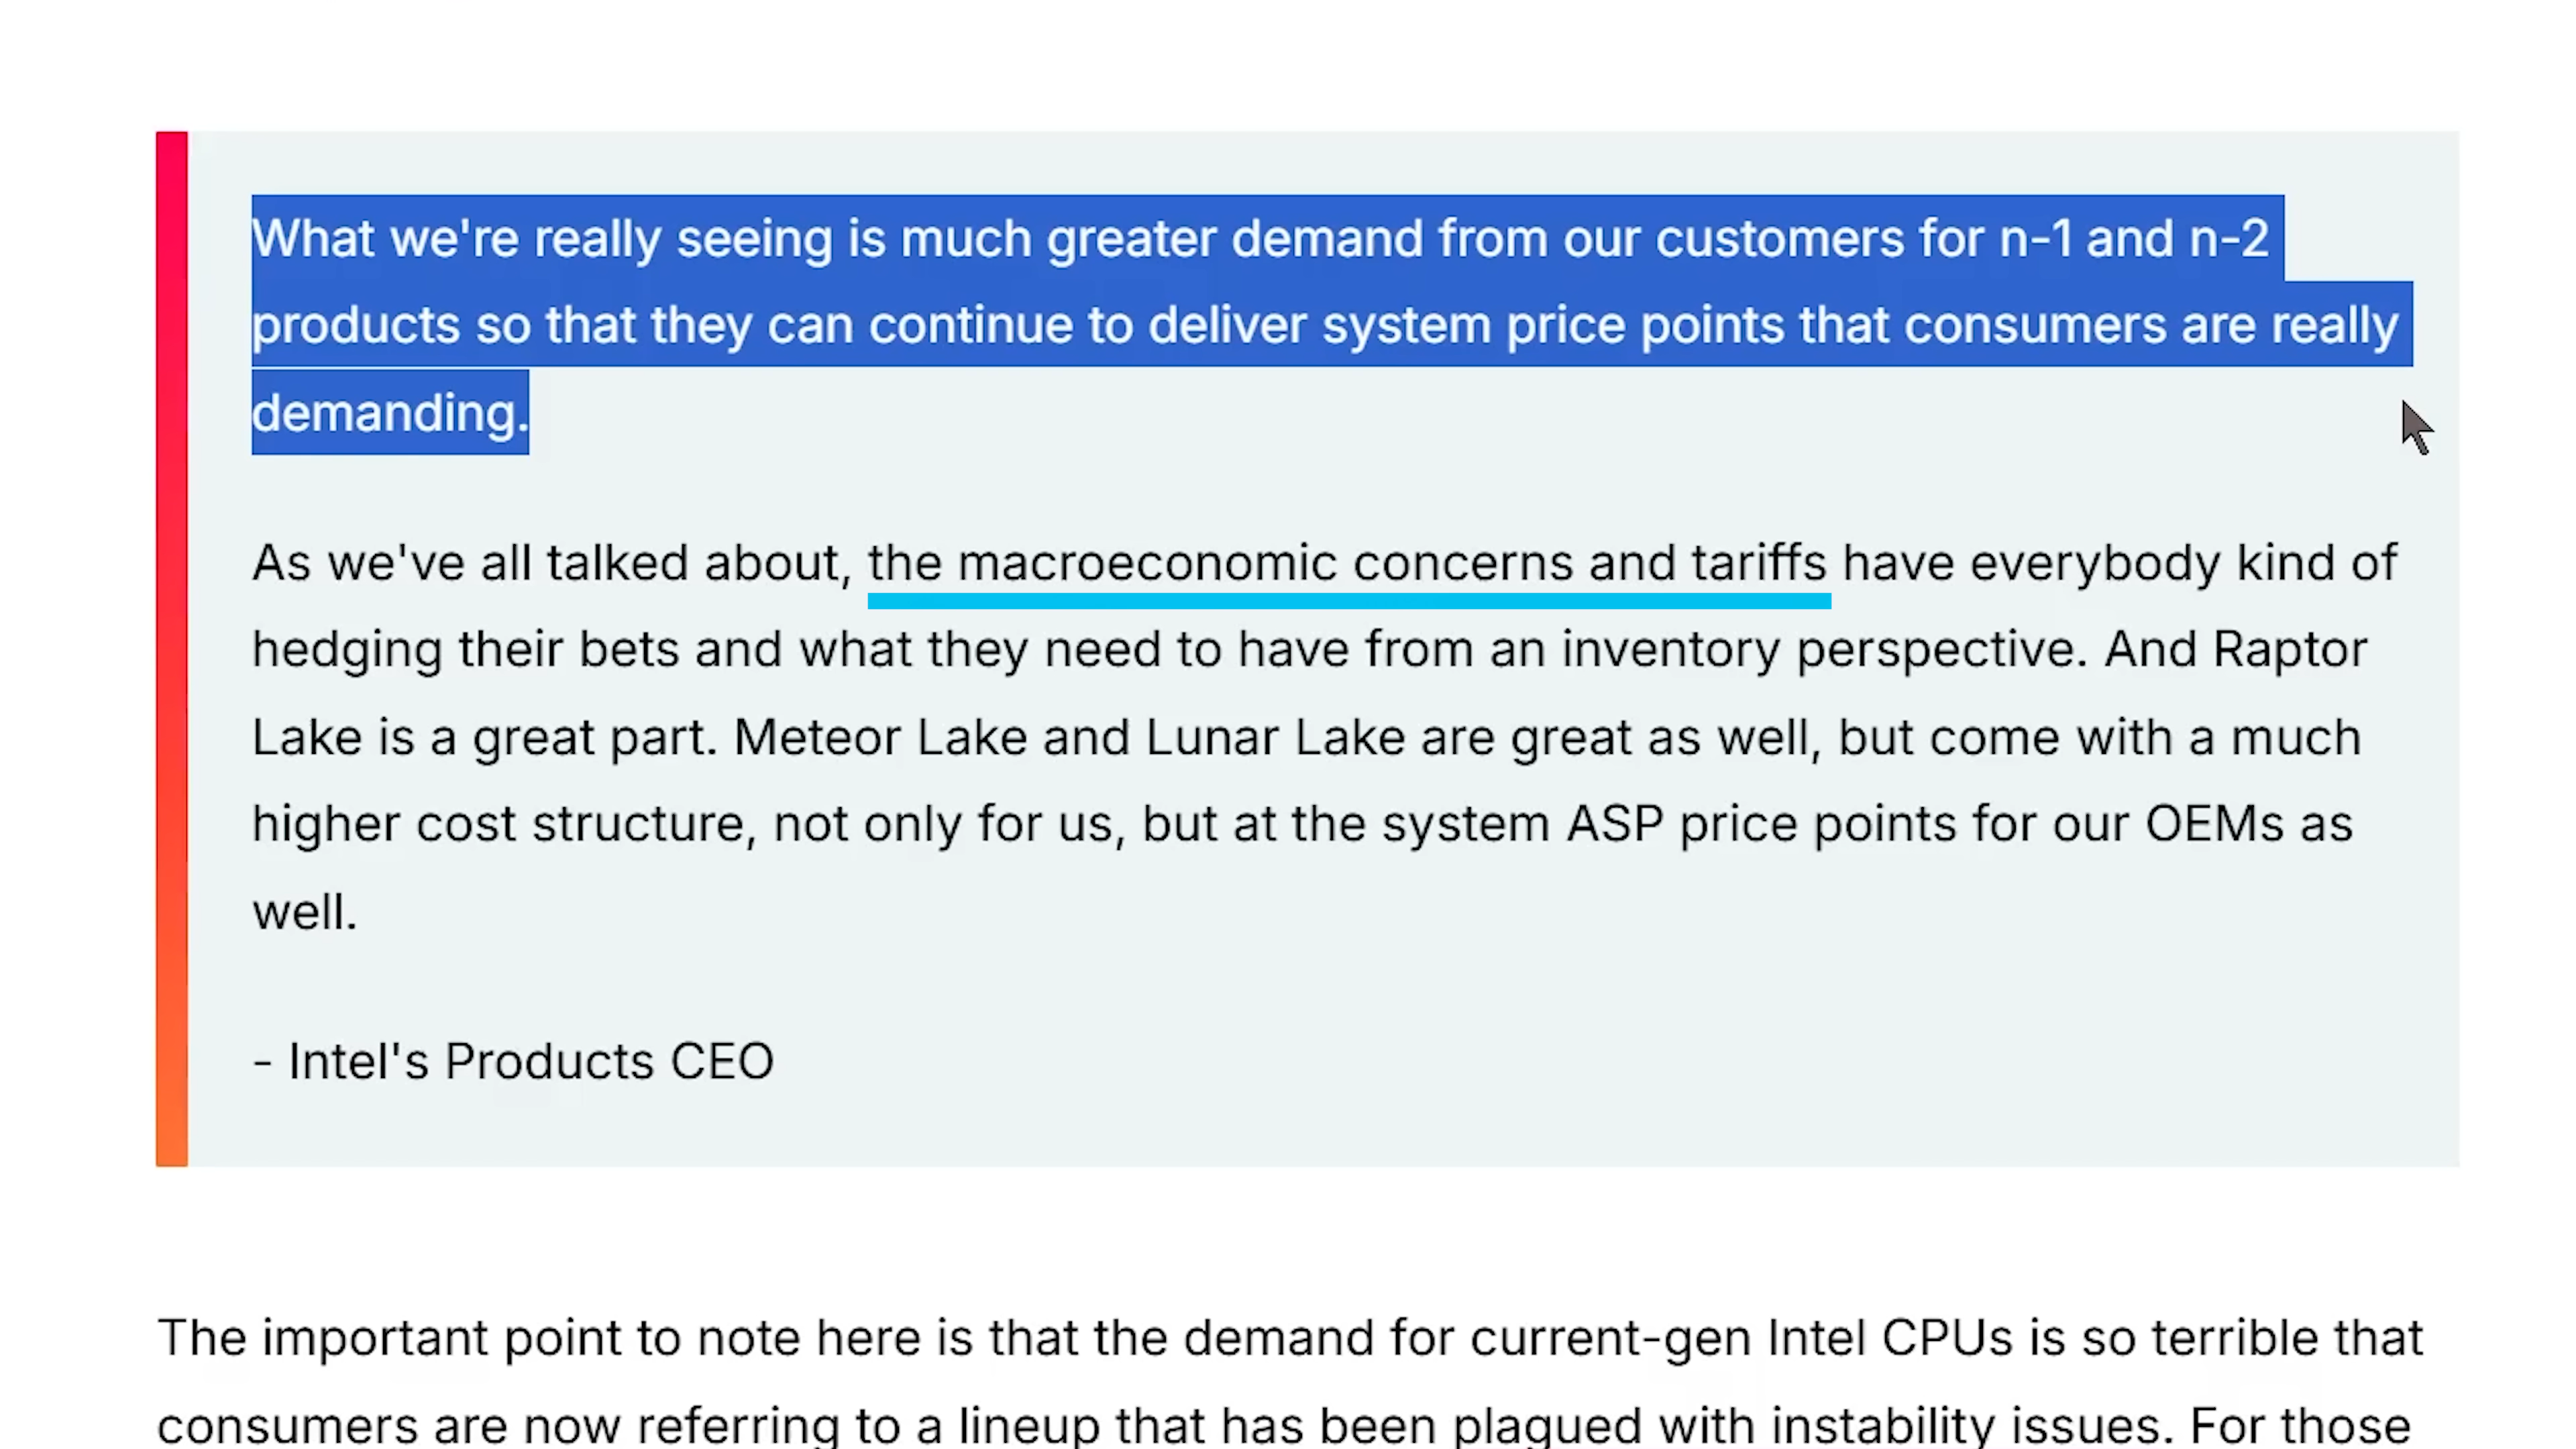 What we're really seeing is much greater demand from our customers for n-1 and n-2
products so that they can continue to deliver system price points that consumers are really
demanding.
As we've all talked about, the macroeconomic concerns and tariffs have everybody kind of
hedging their bets and what they need to have from an inventory perspective. And Raptor
Lake is a great part. Meteor Lake and Lunar Lake are great as well, but come with a much
higher cost structure, not only for us, but at the system ASP price points for our OEMs as
well.
- Intel's Products CEO
The important point to note here is that the demand for current-gen Intel CPUs is so terrible that
consumers are now referring to a lineup that has been plagued with instability issues. For those